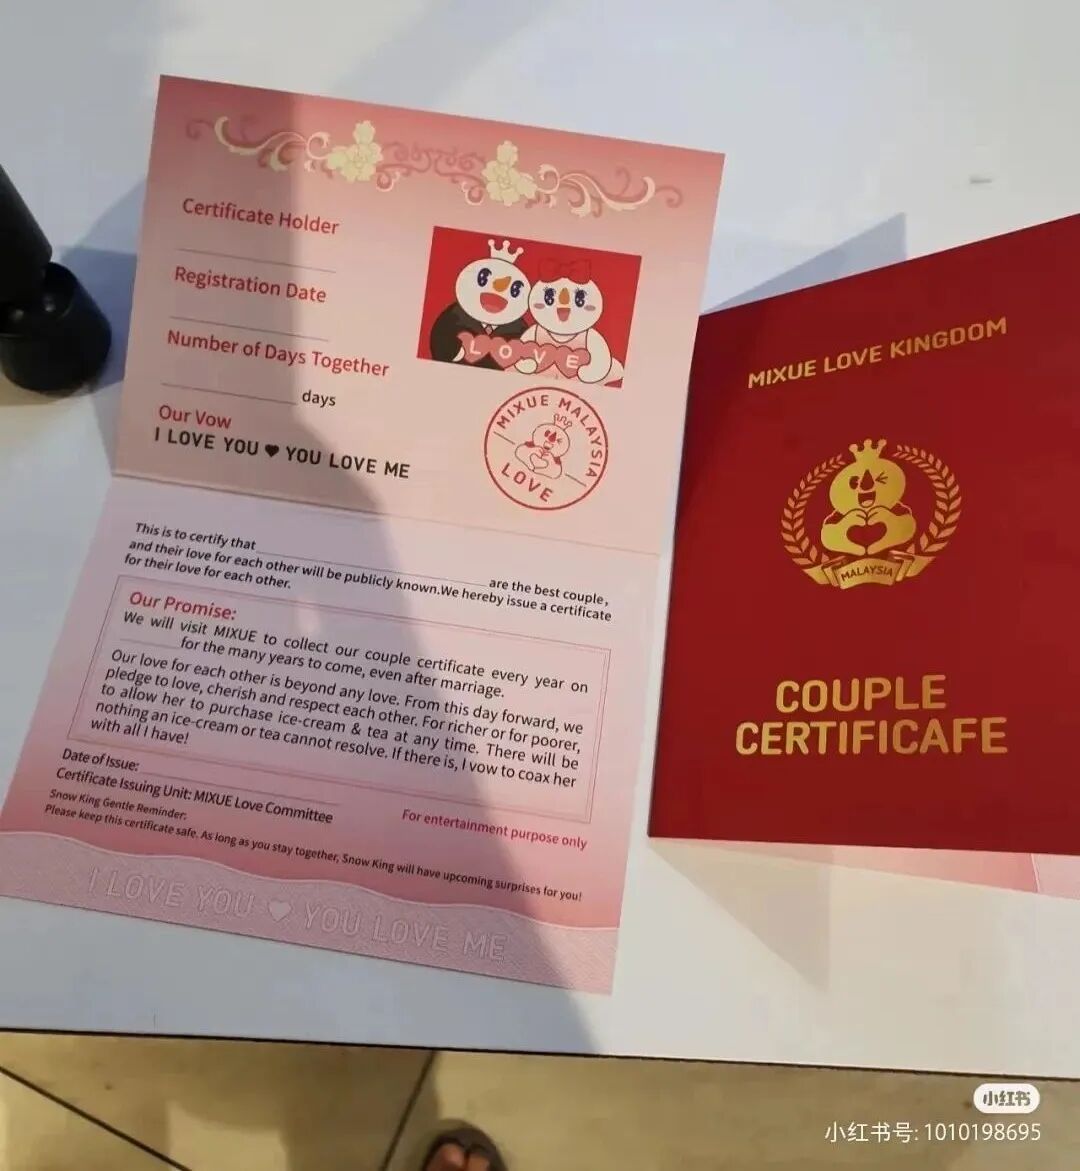 Certificate Holder
Registration Date
Number of Days Together
days
Our Vow
I LOVE YOU ♥ YOU LOVE ME
LOVE
MIXUE MALAYSIA
LOVE
This is to certify that
are the best couple,
and their love for each other will be publicly known.We hereby issue a certificate
for their love for each other.
Our Promise:
We will visit MIXUE to collect our couple certificate every year on
for the many years to come, even after marriage.
Our love for each other is beyond any love. From this day forward, we
pledge to love, cherish and respect each other. For richer or for poorer,
to allow her to purchase ice-cream & tea at any time. There will be
nothing an ice-cream or tea cannot resolve. If there is, I vow to coax her
with all I have!
Date of Issue:
Certificate Issuing Unit: MIXUE Love Committee
For entertainment purpose only
Snow King Gentle Reminder:
Please keep this certificate safe. As long as you stay together, Snow King will have upcoming surprises for you!
I LOVE YOU ♥ YOU LOVE ME
MIXUE LOVE KINGDOM
MALAYSIA
COUPLE
CERTIFICAFE
小红书
小红书号: 1010198695